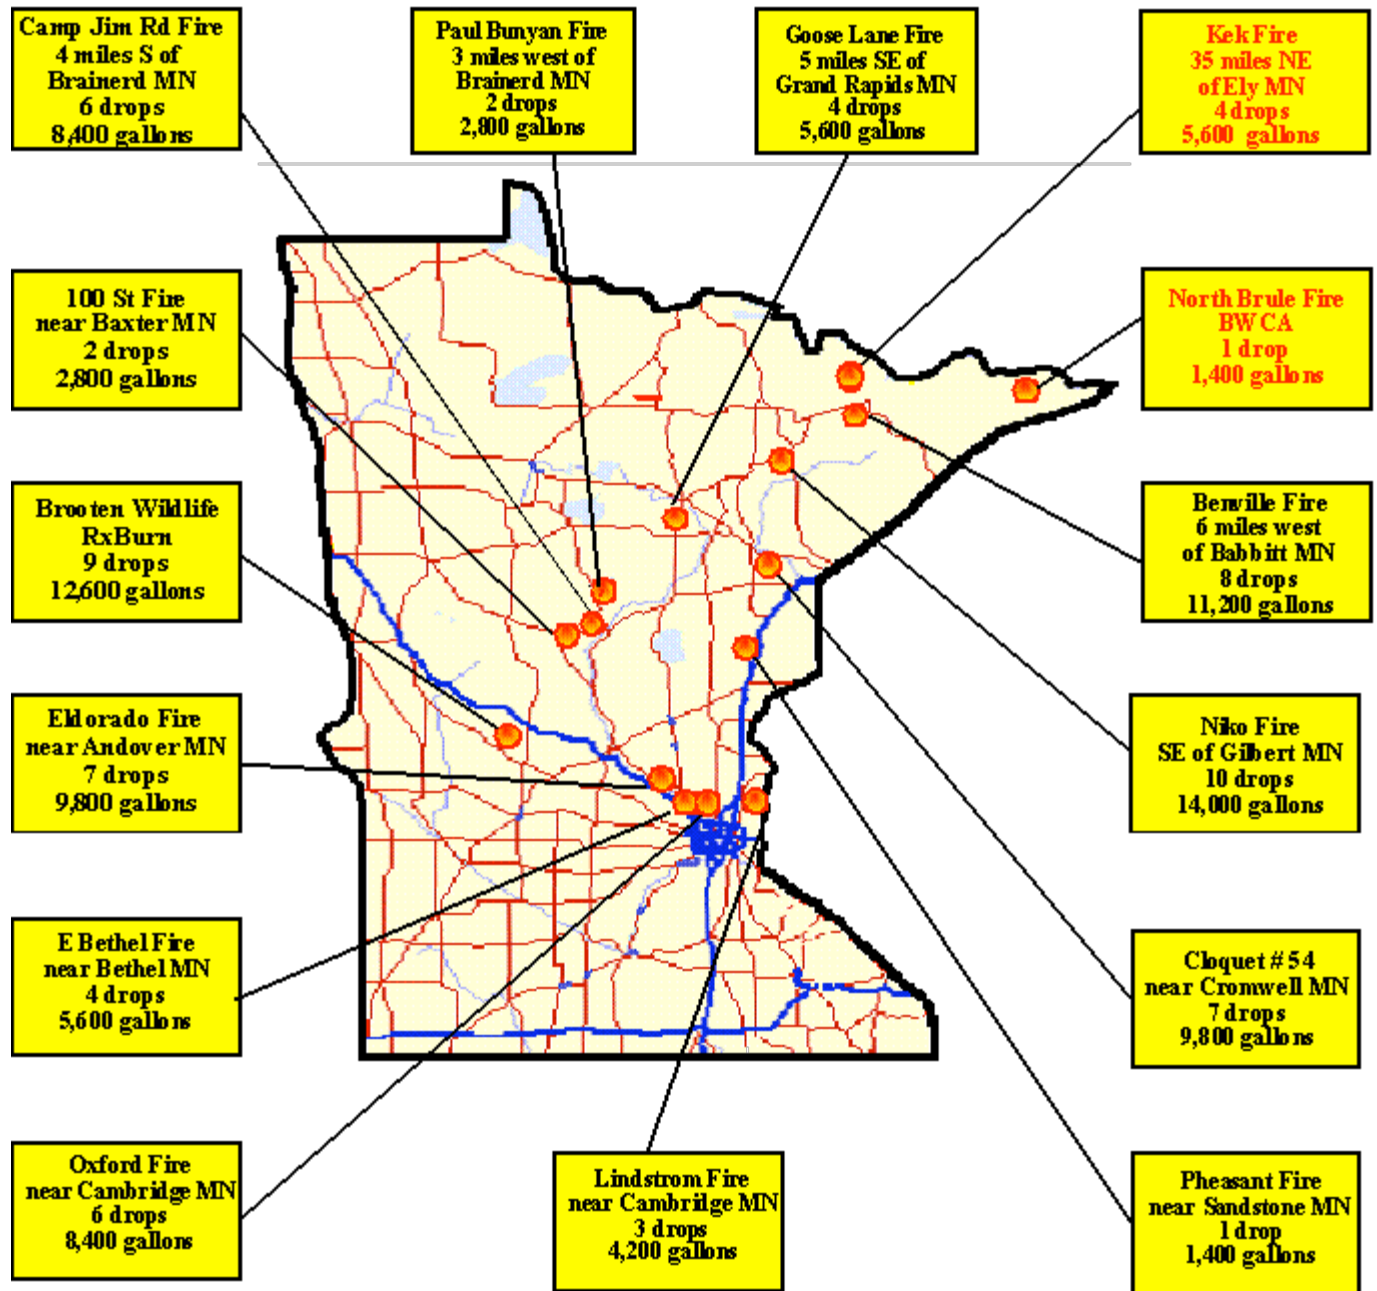 Camp Jim Rd Fire
4 miles S of
Brainerd MN
6 drops
8,400 gallons
Paul Bunyan Fire
3 miles west of
Brainerd MN
2 drops
2,800 gallons
Goose Lane Fire
5 miles SE of
Grand Rapids MN
4 drops
5,600 gallons
Kek Fire
35 miles NE
of Ely MN
4 drops
5,600 gallons
100 St Fire
near Baxter MN
2 drops
2,800 gallons
North Brule Fire
BWCA
1 drop
1,400 gallons
Brooten Wildlife
RxBurn
9 drops
12,600 gallons
Benville Fire
6 miles west
of Babbitt MN
8 drops
11,200 gallons
Eldorado Fire
near Andover MN
7 drops
9,800 gallons
Niko Fire
SE of Gilbert MN
10 drops
14,000 gallons
E Bethel Fire
near Bethel MN
4 drops
5,600 gallons
Cloquet # 54
near Cromwell MN
7 drops
9,800 gallons
Oxford Fire
near Cambridge MN
6 drops
8,400 gallons
Lindstrom Fire
near Cambridge MN
3 drops
4,200 gallons
Pheasant Fire
near Sandstone MN
1 drop
1,400 gallons